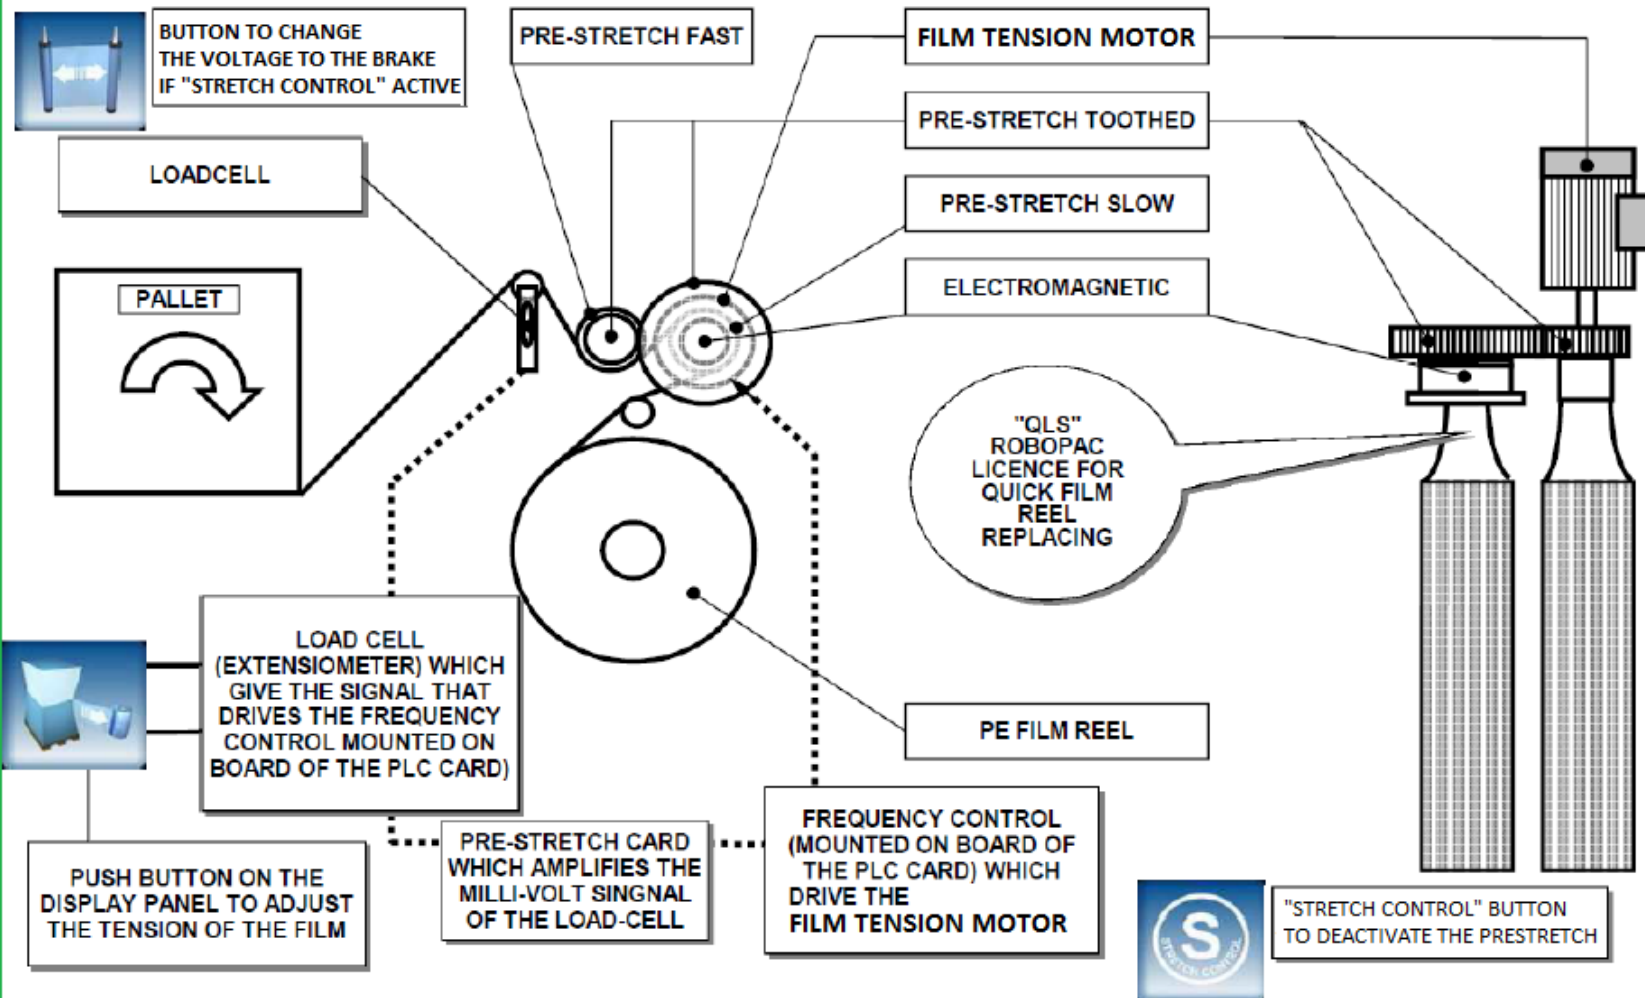 BUTTON TO CHANGE
THE VOLTAGE TO THE BRAKE
IF "STRETCH CONTROL" ACTIVE
PRE-STRETCH FAST
FILM TENSION MOTOR
PRE-STRETCH TOOTHED
LOADCELL
PRE-STRETCH SLOW
ELECTROMAGNETIC
PALLET
"QLS"
ROBOPAC
LICENCE FOR
QUICK FILM
REEL
REPLACING
LOAD CELL
(EXTENSIOMETER) WHICH
GIVE THE SIGNAL THAT
DRIVES THE FREQUENCY
CONTROL MOUNTED ON
BOARD OF THE PLC CARD)
PE FILM REEL
PUSH BUTTON ON THE
DISPLAY PANEL TO ADJUST
THE TENSION OF THE FILM
PRE-STRETCH CARD
WHICH AMPLIFIES THE
MILLI-VOLT SINGNAL
OF THE LOAD-CELL
FREQUENCY CONTROL
(MOUNTED ON BOARD OF
THE PLC CARD) WHICH
DRIVE THE
FILM TENSION MOTOR
S
STRETCH CONTROL
"STRETCH CONTROL" BUTTON
TO DEACTIVATE THE PRESTRETCH